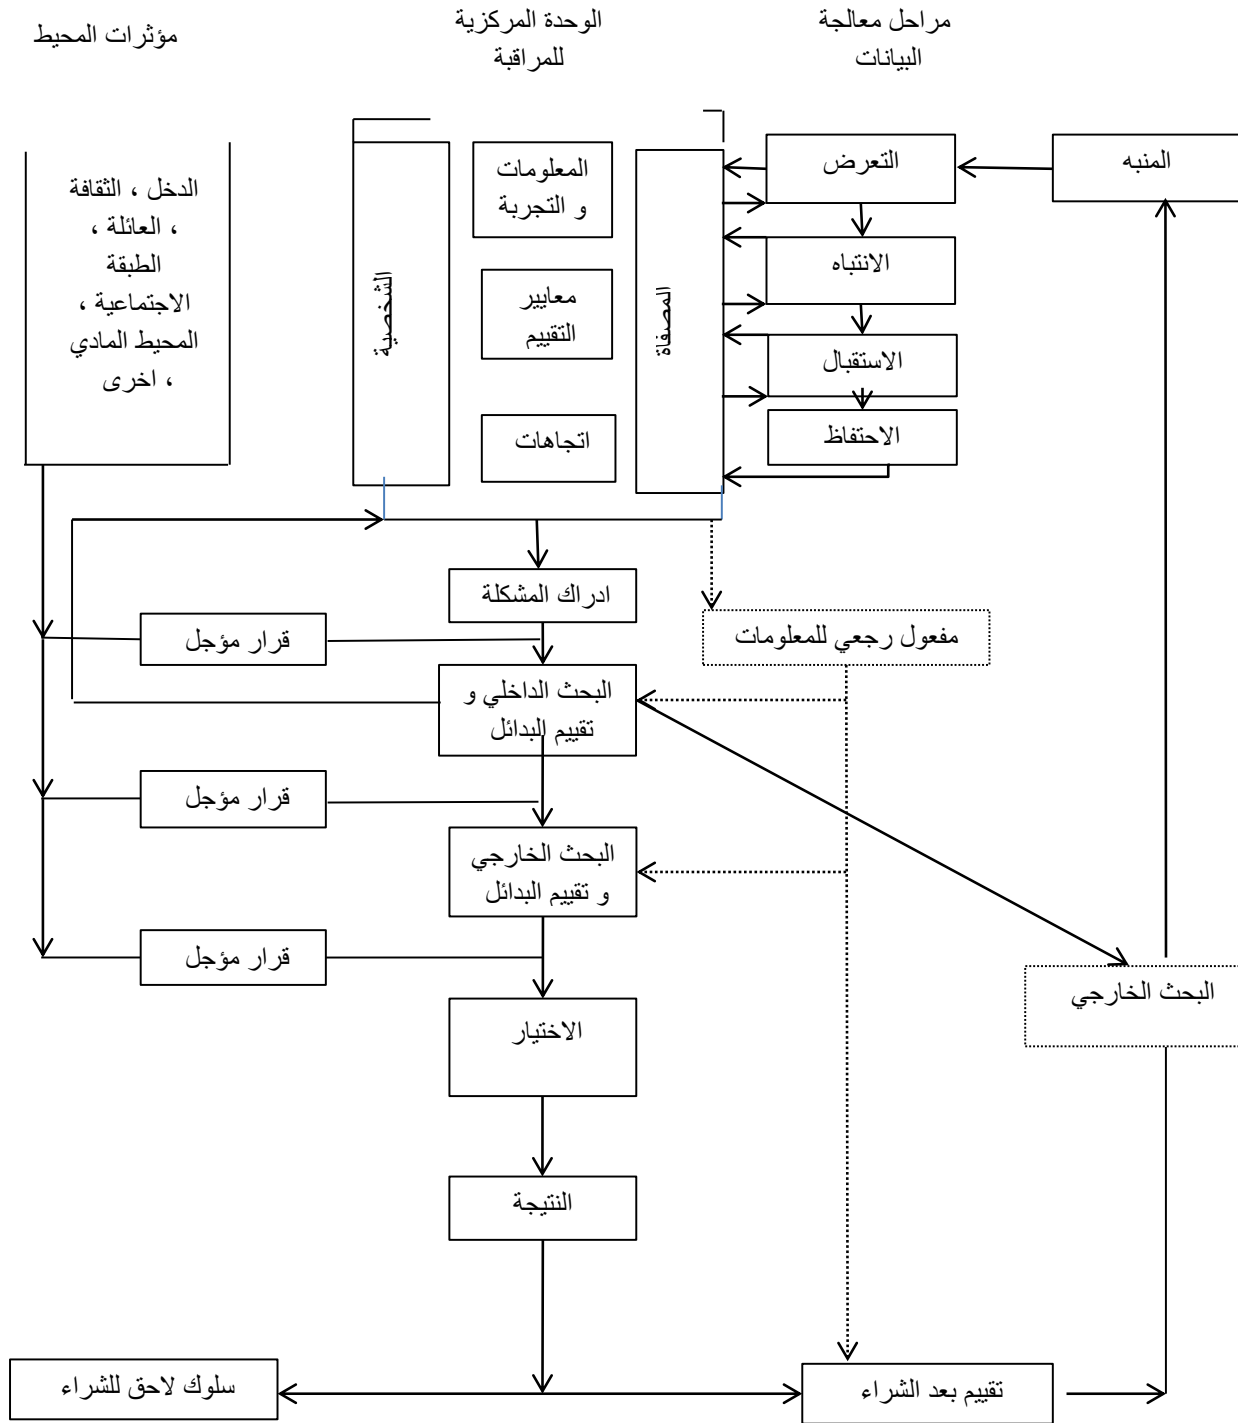 مراحل معالجة
البيانات
الوحدة المركزية
للمراقبة
مؤثرات المحيط
المنبه
التعرض
الانتباه
الاستقبال
الاحتفاظ
المصفاة
المعلومات
و التجربة
معايير
التقييم
اتجاهات
الشخصية
الدخل ، الثقافة
، العائلة ،
الطبقة
الاجتماعية ،
المحيط المادي
، اخرى
ادراك المشكلة
قرار مؤجل
مفعول رجعي للمعلومات
البحث الداخلي و
تقييم البدائل
قرار مؤجل
البحث الخارجي
و تقييم البدائل
قرار مؤجل
البحث الخارجي
الاختيار
النتيجة
تقييم بعد الشراء
سلوك لاحق للشراء